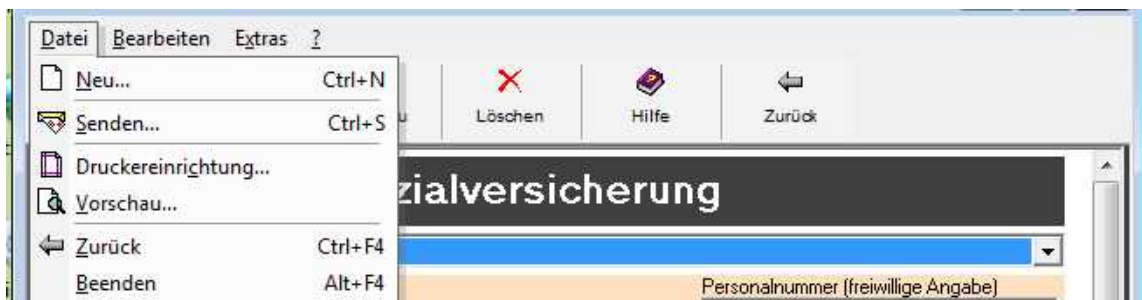 Datei Bearbeiten Extras ?
Neu... Ctrl+N
Senden... Ctrl+S
Druckereinrichtung...
Vorschau...
Zurück Ctrl+F4
Beenden Alt+F4
Löschen Hilfe Zurück
zialversicherung
Personalnummer (freiwillige Angabe)